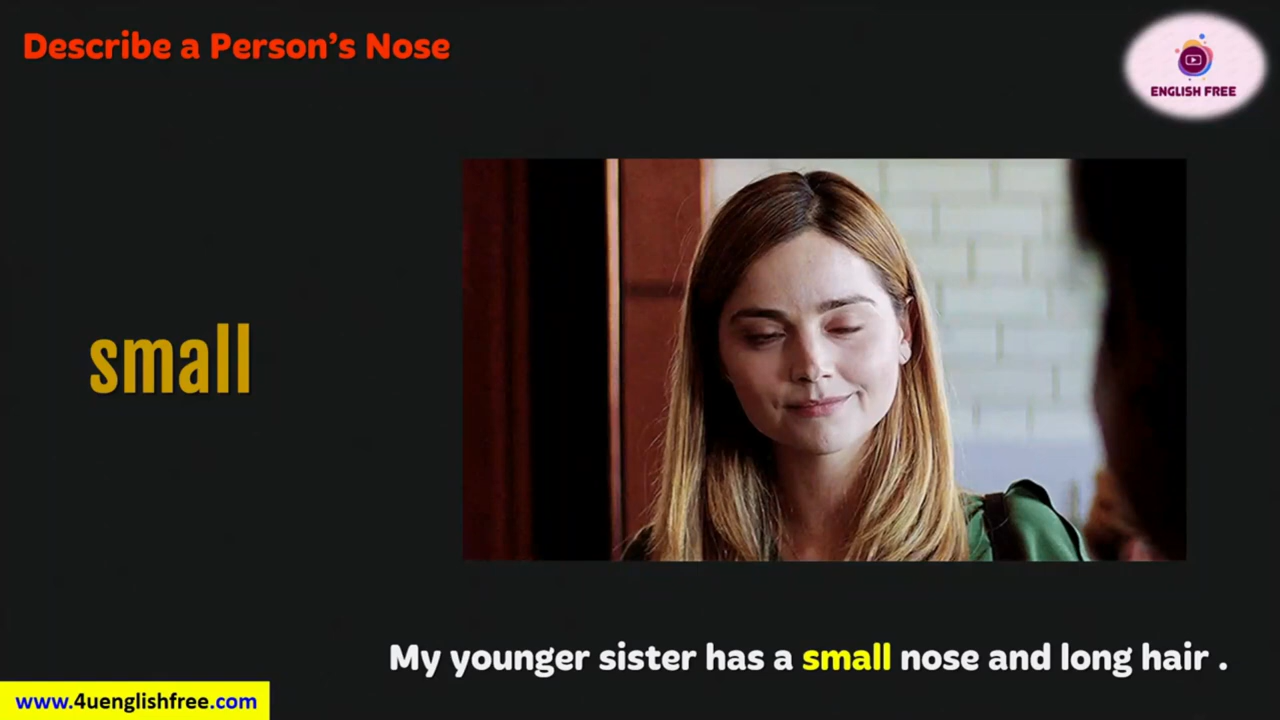 Describe a Person’s Nose
ENGLISH FREE
small
My younger sister has a small nose and long hair .
www.4uenglishfree.com